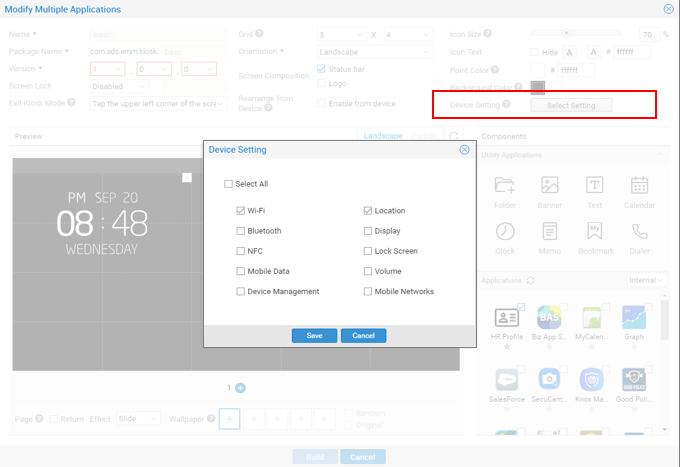 Modify Multiple Applications
Name * basic
Package Name * com.sds.emm.kiosk. basic
Version * 1 . 0 . 0
Screen Lock Disabled
Exit Kiosk Mode ? Tap the upper left corner of the scre
Grid ? 5 X 4
Orientation * Landscape
Screen Composition Status bar
Logo
Rearrange from Device ? Enable from device
Icon Size ? 70 %
Icon Text Hide A A # ffffff
Point Color ? # ffffff
Background Color ?
Device Setting ? Select Setting
Preview Landscape Portrait
PM SEP 20
08 : 48
WEDNESDAY
Device Setting
Select All
Wi-Fi Location
Bluetooth Display
NFC Lock Screen
Mobile Data Volume
Device Management Mobile Networks
Save Cancel
Components
Utility Applications
Folder Banner Text Calendar
Clock Memo Bookmark Dialer
Applications Internal
HR Profile Biz App S... MyCalen... Graph
BAS
SalesForce SecuCam... Knox Ma... Good Poli...
GOOD POLICE
1 +
Page ? Return Effect Slide Wallpaper ? + + + + + Random
Original
Build Cancel